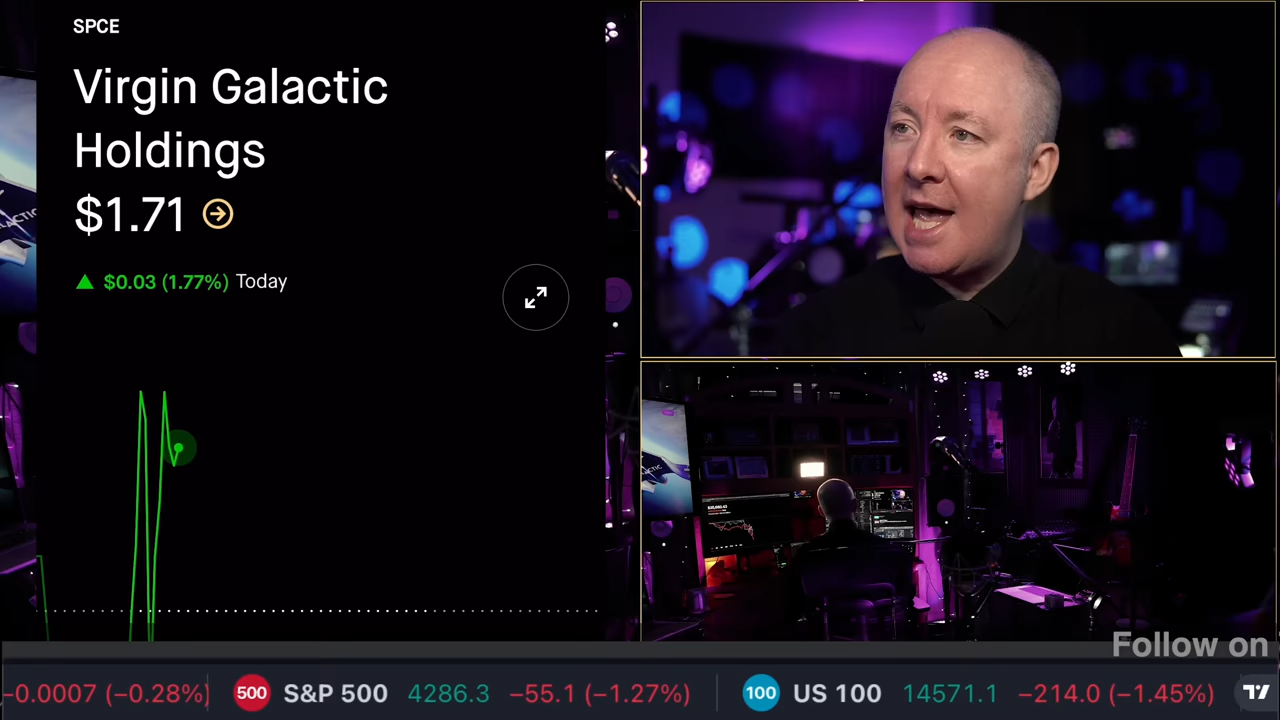 SPCE
Virgin Galactic
Holdings
$1.71
▲ $0.03 (1.77%) Today
Follow on
−0.0007 (−0.28%) 500 S&P 500 4286.3 −55.1 (−1.27%) 100 US 100 14571.1 −214.0 (−1.45%)